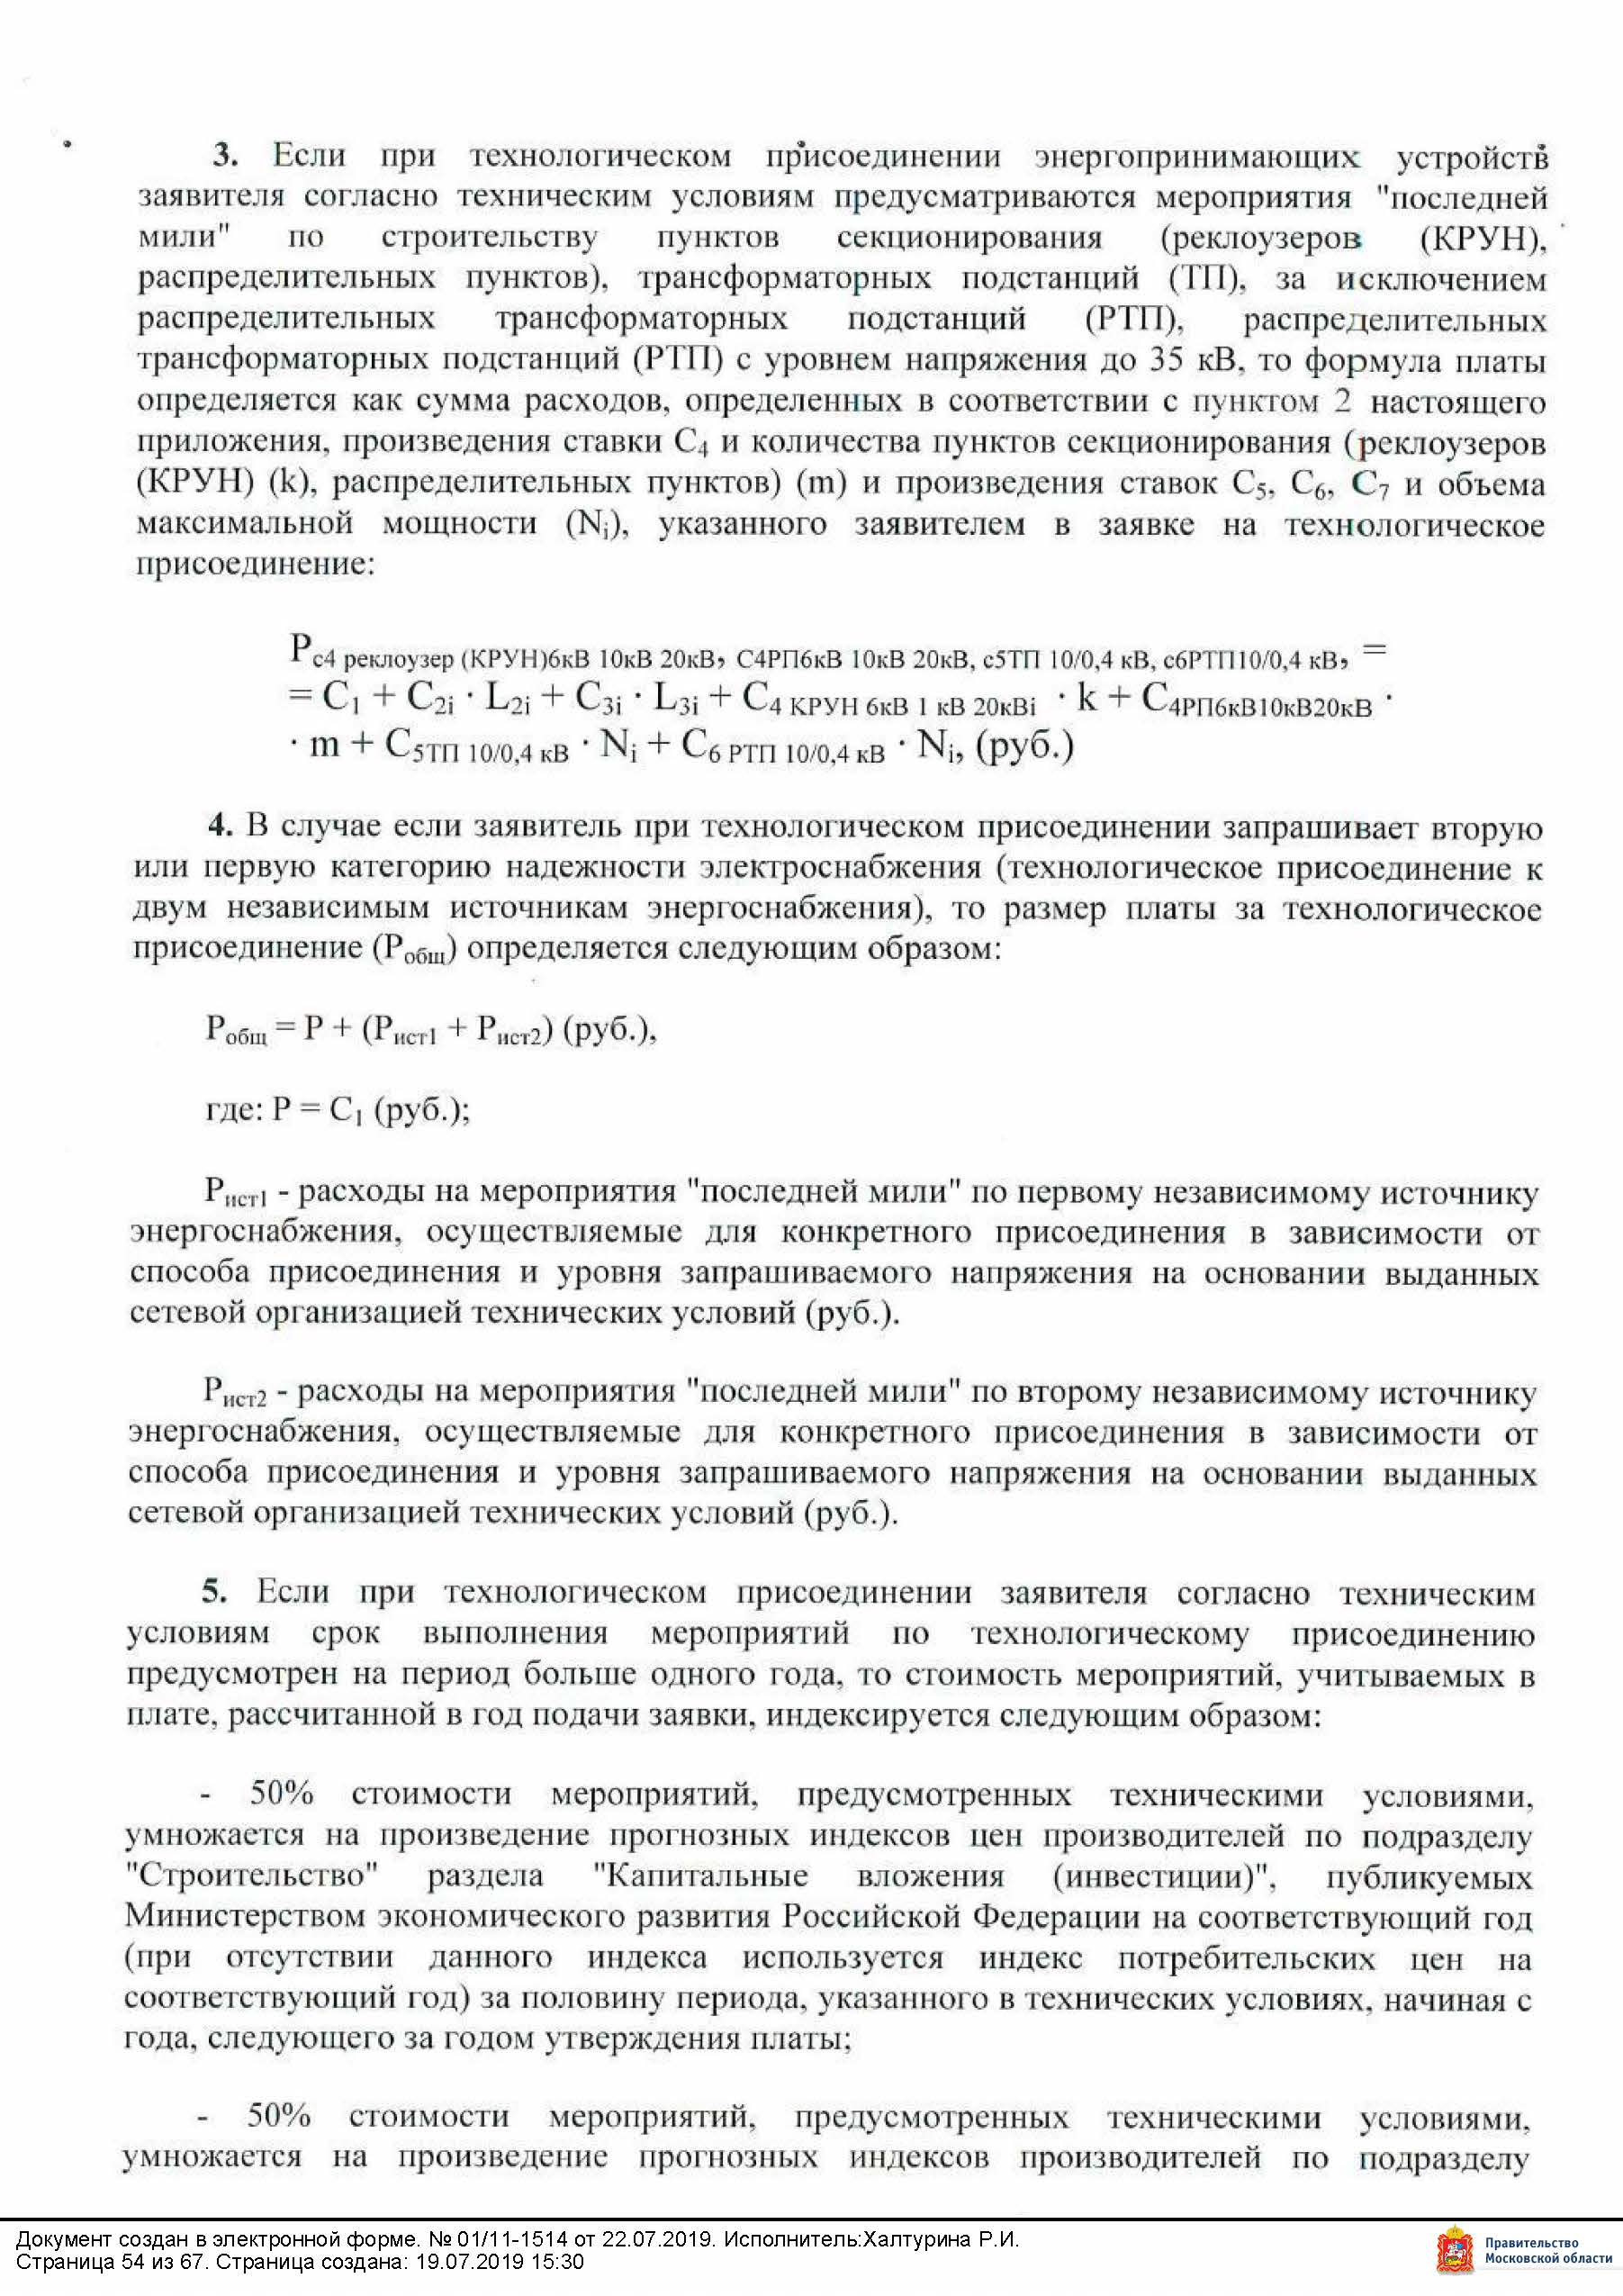 3. Если при технологическом присоединении энергопринимающих устройств
заявителя согласно техническим условиям предусматриваются мероприятия "последней
мили" по строительству пунктов секционирования (реклоузеров (КРУН),
распределительных пунктов), трансформаторных подстанций (ТП), за исключением
распределительных трансформаторных подстанций (РТП), распределительных
трансформаторных подстанций (РТП) с уровнем напряжения до 35 кВ, то формула платы
определяется как сумма расходов, определенных в соответствии с пунктом 2 настоящего
приложения, произведения ставки С4 и количества пунктов секционирования (реклоузеров
(КРУН) (k), распределительных пунктов) (m) и произведения ставок С5, С6, С7 и объема
максимальной мощности (Ni), указанного заявителем в заявке на технологическое
присоединение:
Рс4 реклоузер (КРУН)6кВ 10кВ 20кВ, С4РП6кВ 10кВ 20кВ, с5ТП 10/0,4 кВ, с6РТП10/0,4 кВ, =
= С1 + С2i · L2i + С3i · L3i + С4 КРУН 6кВ 1 кВ 20кВi · k + С4РП6кВ10кВ20кВ ·
· m + С5ТП 10/0,4 кВ · Ni + С6 РТП 10/0,4 кВ · Ni, (руб.)
4. В случае если заявитель при технологическом присоединении запрашивает вторую
или первую категорию надежности электроснабжения (технологическое присоединение к
двум независимым источникам энергоснабжения), то размер платы за технологическое
присоединение (Робщ) определяется следующим образом:
Робщ = Р + (Рист1 + Рист2) (руб.),
где: Р = С1 (руб.);
Рист1 - расходы на мероприятия "последней мили" по первому независимому источнику
энергоснабжения, осуществляемые для конкретного присоединения в зависимости от
способа присоединения и уровня запрашиваемого напряжения на основании выданных
сетевой организацией технических условий (руб.).
Рист2 - расходы на мероприятия "последней мили" по второму независимому источнику
энергоснабжения, осуществляемые для конкретного присоединения в зависимости от
способа присоединения и уровня запрашиваемого напряжения на основании выданных
сетевой организацией технических условий (руб.).
5. Если при технологическом присоединении заявителя согласно техническим
условиям срок выполнения мероприятий по технологическому присоединению
предусмотрен на период больше одного года, то стоимость мероприятий, учитываемых в
плате, рассчитанной в год подачи заявки, индексируется следующим образом:
- 50% стоимости мероприятий, предусмотренных техническими условиями,
умножается на произведение прогнозных индексов цен производителей по подразделу
"Строительство" раздела "Капитальные вложения (инвестиции)", публикуемых
Министерством экономического развития Российской Федерации на соответствующий год
(при отсутствии данного индекса используется индекс потребительских цен на
соответствующий год) за половину периода, указанного в технических условиях, начиная с
года, следующего за годом утверждения платы;
- 50% стоимости мероприятий, предусмотренных техническими условиями,
умножается на произведение прогнозных индексов производителей по подразделу
Документ создан в электронной форме. № 01/11-1514 от 22.07.2019. Исполнитель:Халтурина Р.И.
Страница 54 из 67. Страница создана: 19.07.2019 15:30
Правительство
Московской области